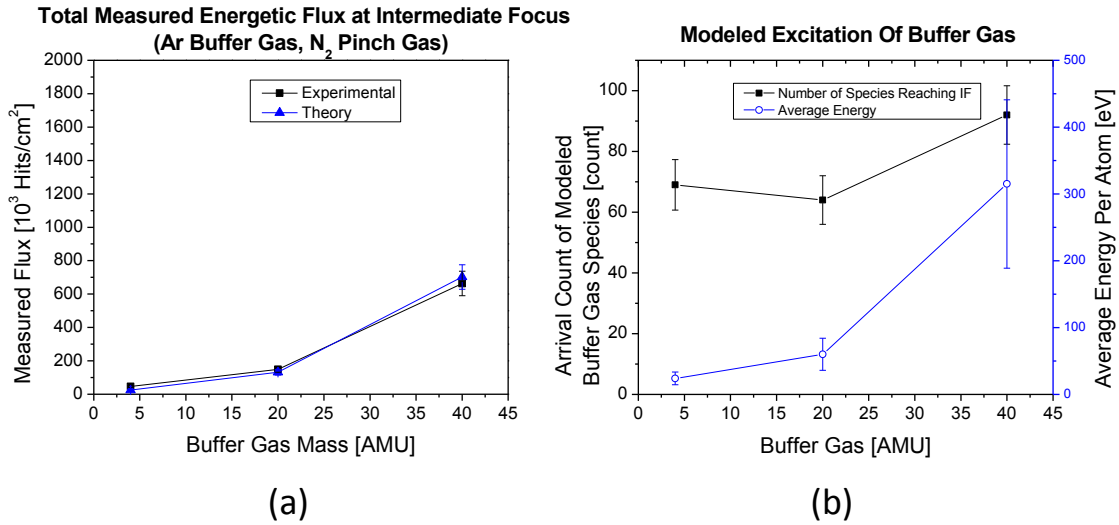 Total Measured Energetic Flux at Intermediate Focus
(Ar Buffer Gas, N2 Pinch Gas)
2000
1800
1600
1400
1200
1000
800
600
400
200
0
Measured Flux [10^3 Hits/cm^2]
Experimental
Theory
0 5 10 15 20 25 30 35 40 45
Buffer Gas Mass [AMU]
(a)
Modeled Excitation Of Buffer Gas
100
80
60
40
20
0
Arrival Count of Modeled
Buffer Gas Species [count]
Number of Species Reaching IF
Average Energy
500
400
300
200
100
0
Average Energy Per Atom [eV]
0 5 10 15 20 25 30 35 40 45
Buffer Gas [AMU]
(b)